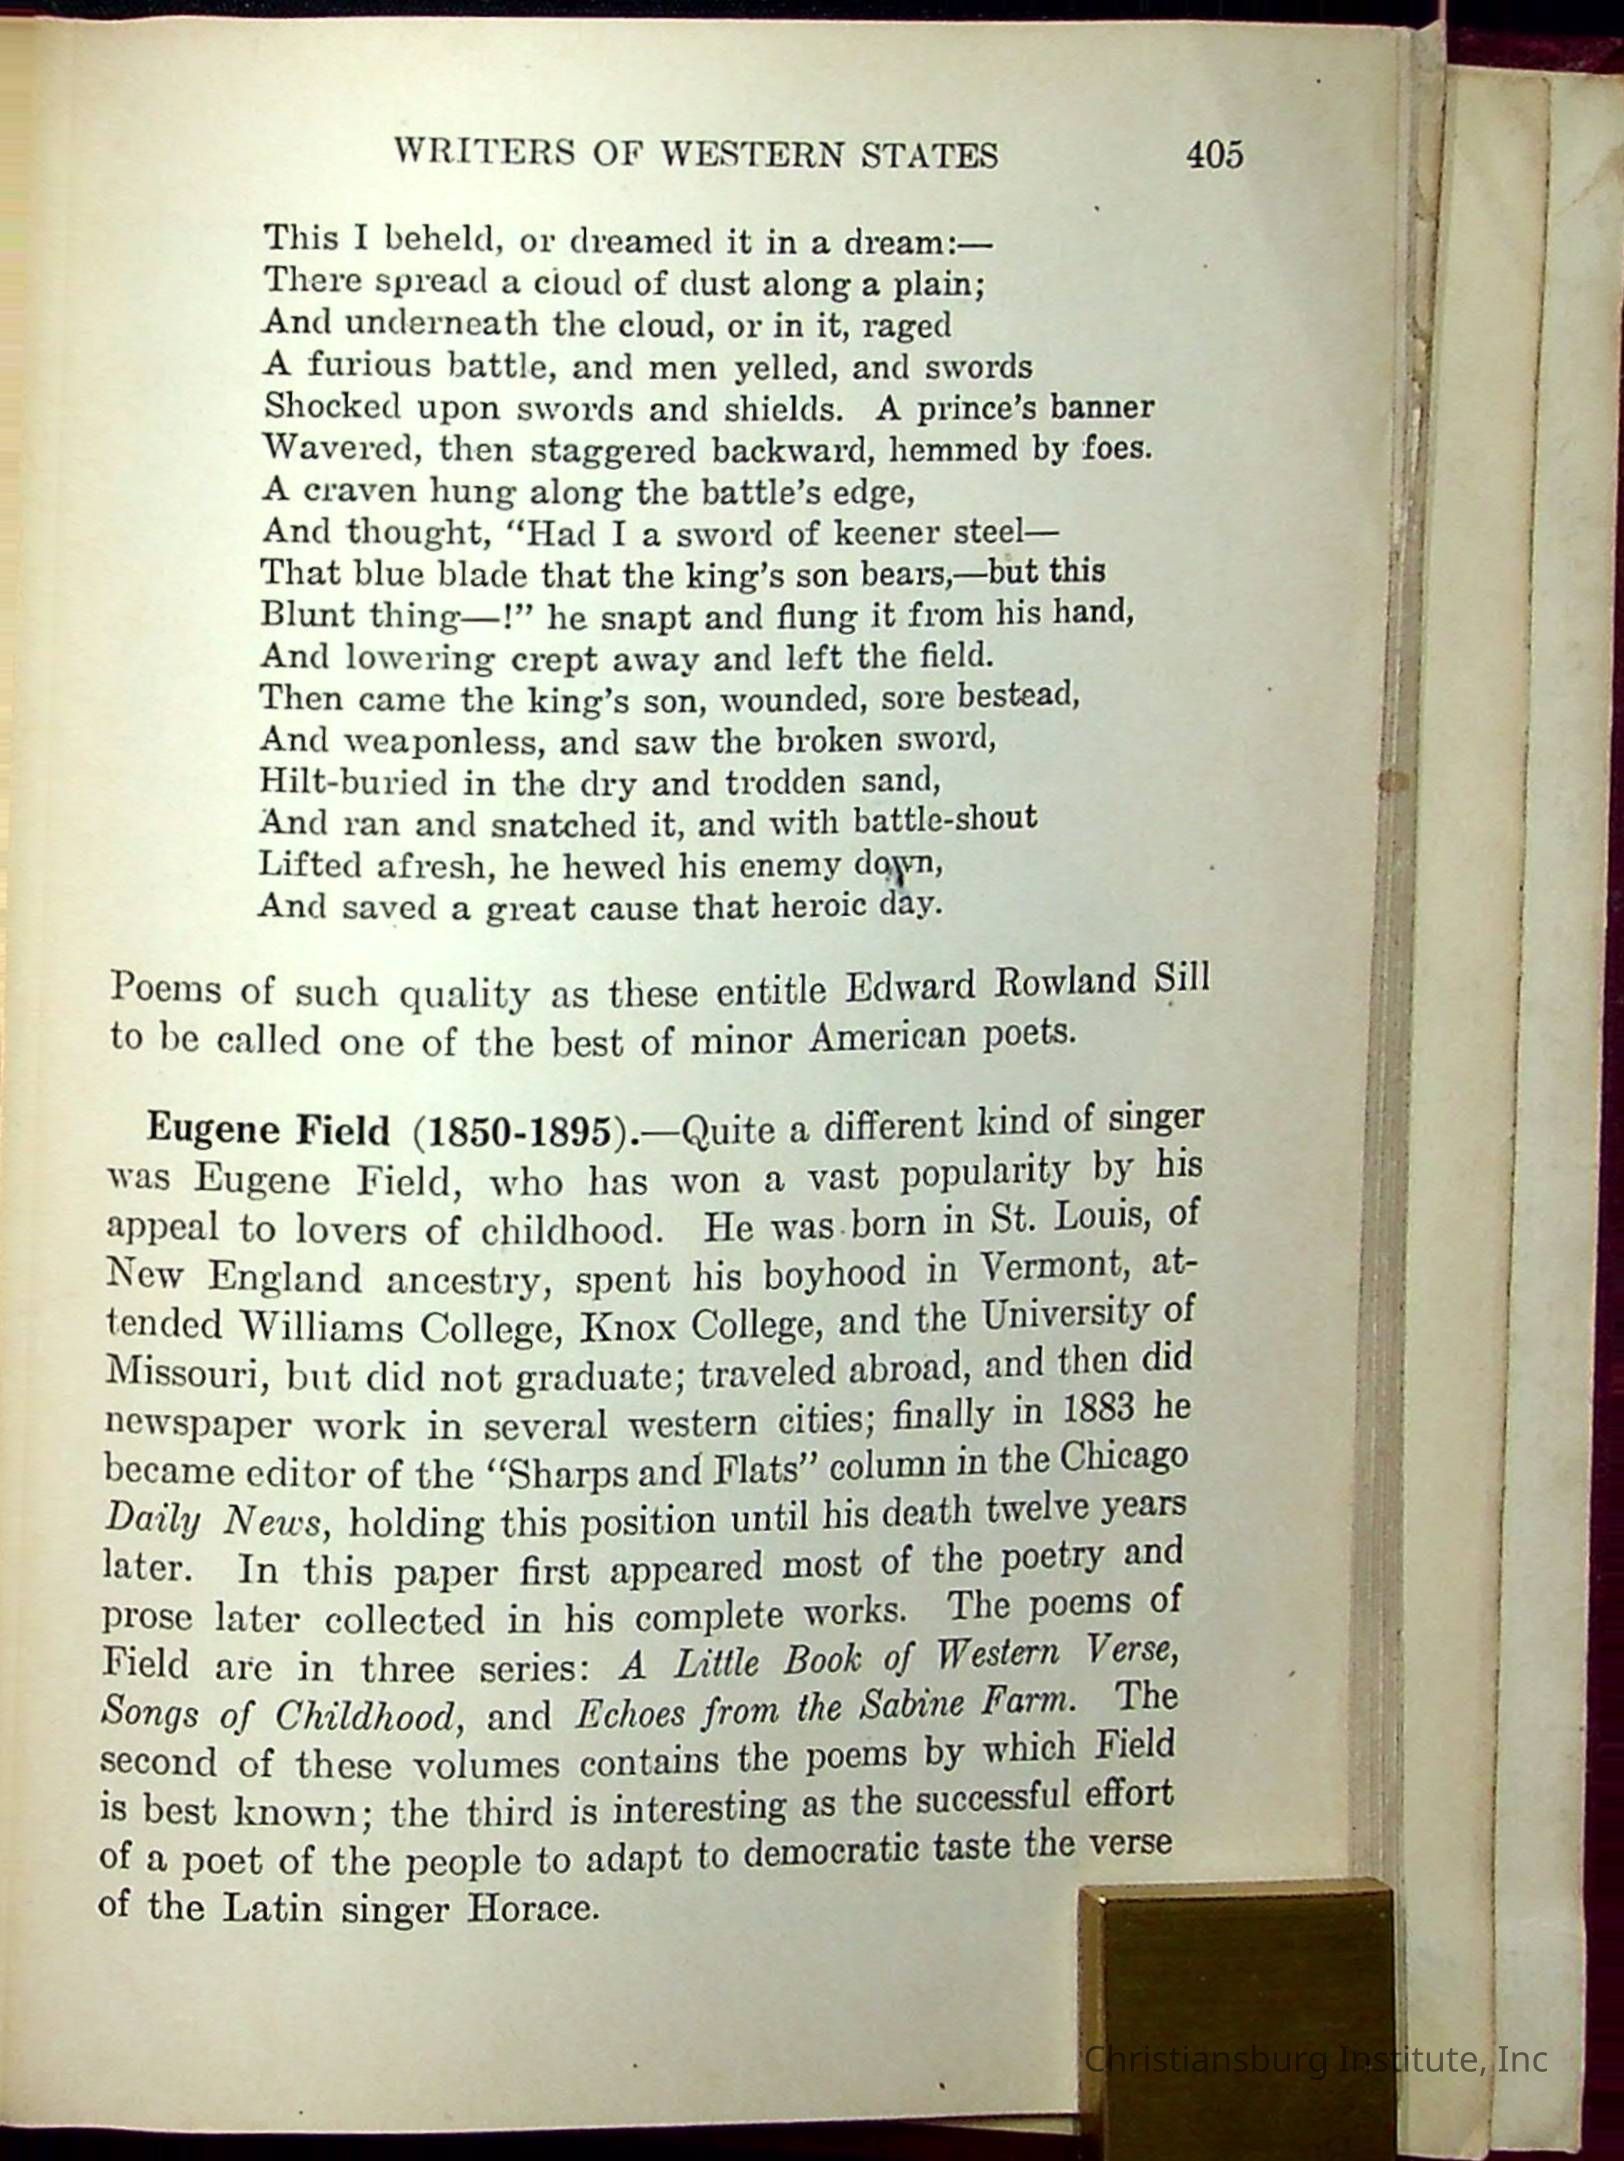 WRITERS OF WESTERN STATES 405
This I beheld, or dreamed it in a dream:—
There spread a cloud of dust along a plain;
And underneath the cloud, or in it, raged
A furious battle, and men yelled, and swords
Shocked upon swords and shields. A prince's banner
Wavered, then staggered backward, hemmed by foes.
A craven hung along the battle's edge,
And thought, "Had I a sword of keener steel—
That blue blade that the king's son bears,—but this
Blunt thing—!" he snapt and flung it from his hand,
And lowering crept away and left the field.
Then came the king's son, wounded, sore bestead,
And weaponless, and saw the broken sword,
Hilt-buried in the dry and trodden sand,
And ran and snatched it, and with battle-shout
Lifted afresh, he hewed his enemy down,
And saved a great cause that heroic day.
Poems of such quality as these entitle Edward Rowland Sill
to be called one of the best of minor American poets.
Eugene Field (1850-1895).—Quite a different kind of singer
was Eugene Field, who has won a vast popularity by his
appeal to lovers of childhood. He was born in St. Louis, of
New England ancestry, spent his boyhood in Vermont, at-
tended Williams College, Knox College, and the University of
Missouri, but did not graduate; traveled abroad, and then did
newspaper work in several western cities; finally in 1883 he
became editor of the "Sharps and Flats" column in the Chicago
Daily News, holding this position until his death twelve years
later. In this paper first appeared most of the poetry and
prose later collected in his complete works. The poems of
Field are in three series: A Little Book of Western Verse,
Songs of Childhood, and Echoes from the Sabine Farm. The
second of these volumes contains the poems by which Field
is best known; the third is interesting as the successful effort
of a poet of the people to adapt to democratic taste the verse
of the Latin singer Horace.
Christiansburg Institute, Inc